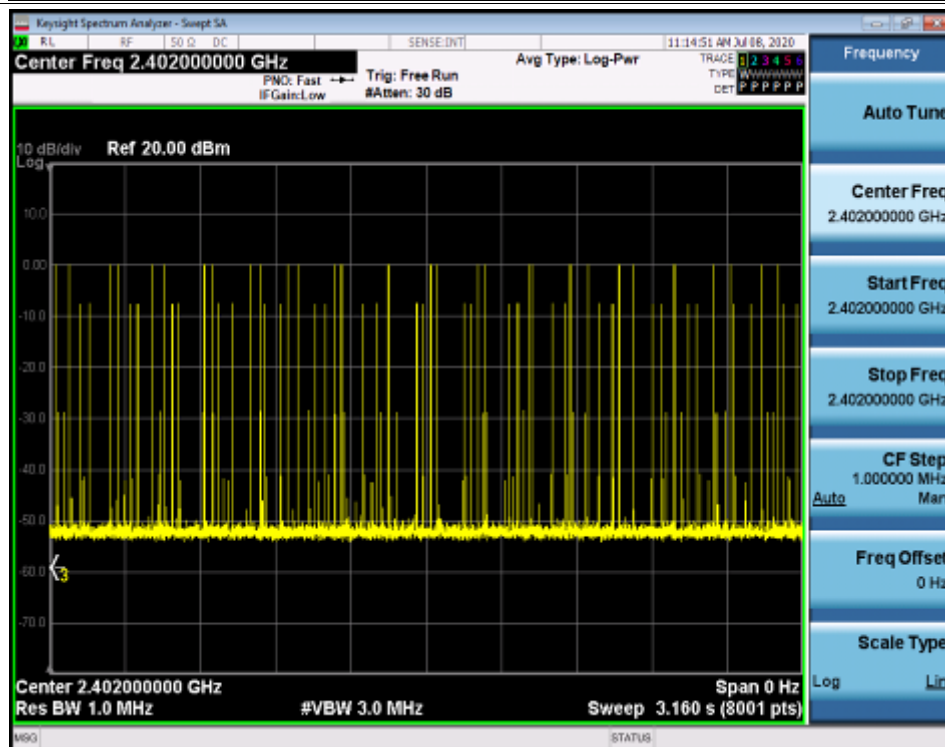 Keysight Spectrum Analyzer - Swept SA
RL RF 50 Ω DC SENSE:INT 11:14:51 AM Jul 08, 2020
Center Freq 2.402000000 GHz Avg Type: Log-Pwr TRACE 1 2 3 4 5 6
PNO: Fast Trig: Free Run TYPE WWWWWW
IFGain:Low #Atten: 30 dB DET P P P P P P
10 dB/div Ref 20.00 dBm
Log
10.0
0.00
-10.0
-20.0
-30.0
-40.0
-50.0
-60.0
3
-70.0
Center 2.402000000 GHz Span 0 Hz
Res BW 1.0 MHz #VBW 3.0 MHz Sweep 3.160 s (8001 pts)
MSG STATUS
Frequency
Auto Tune
Center Freq
2.402000000 GHz
Start Freq
2.402000000 GHz
Stop Freq
2.402000000 GHz
CF Step
1.000000 MHz
Auto Man
Freq Offset
0 Hz
Scale Type
Log Lin